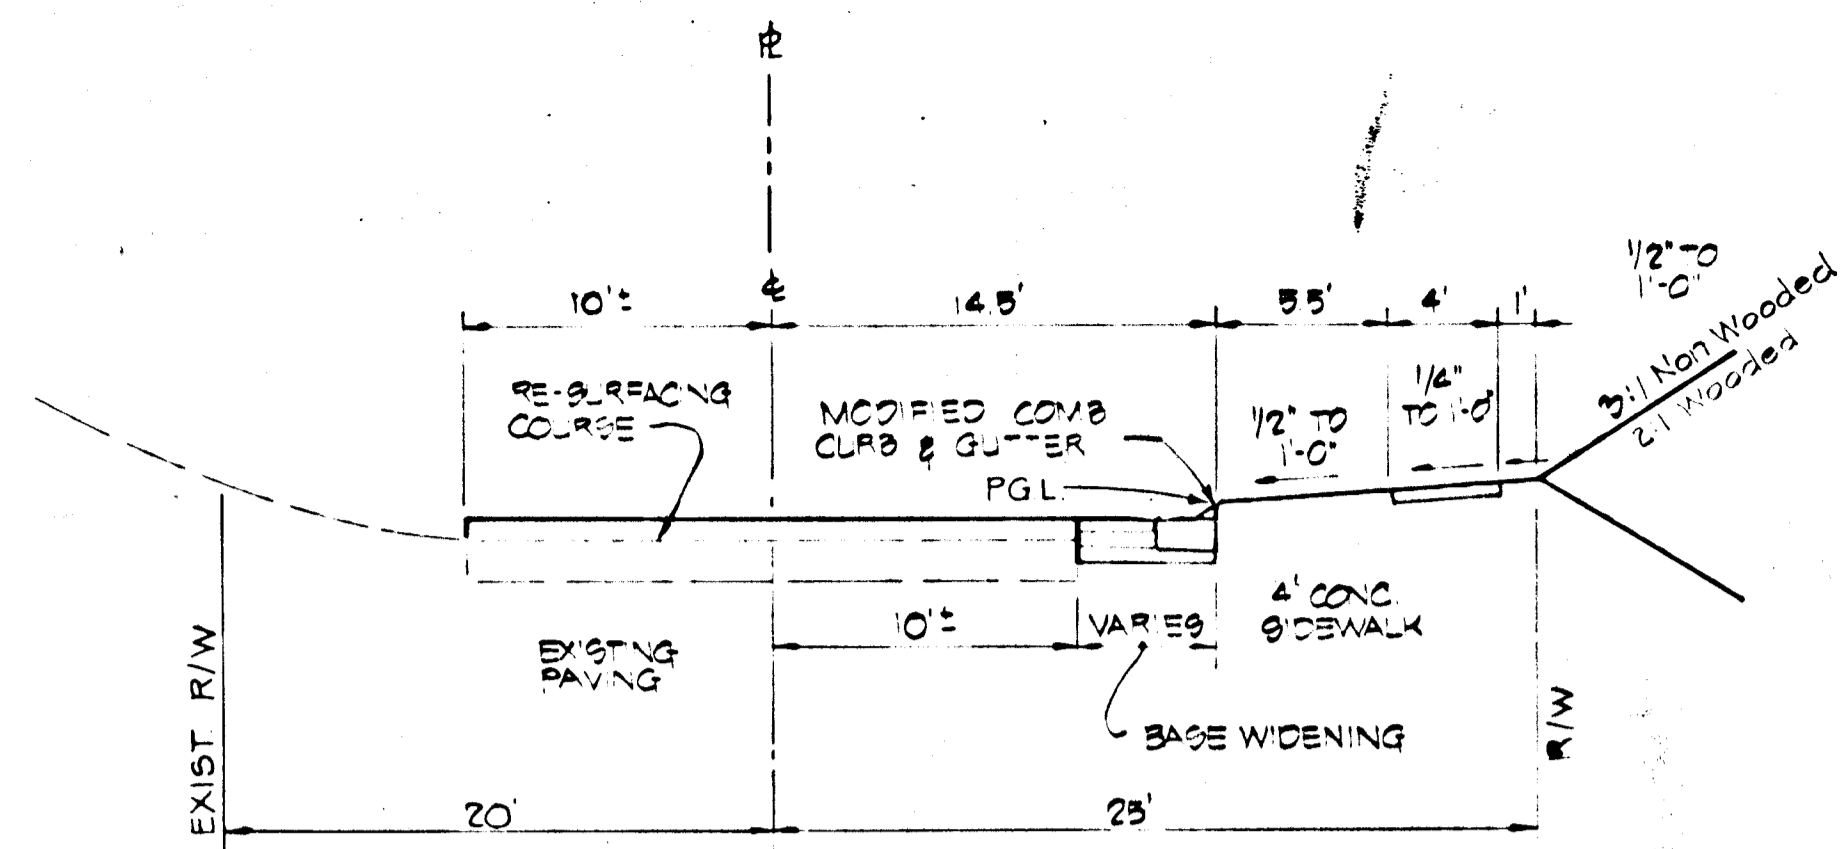 10'±
14.5'
5.5'
4'
1'
1/2" TO
1'-0"
3:1 Non Wooded
2:1 Wooded
RE-SURFACING
COURSE
MODIFIED COMB
CURB & GUTTER
PGL
1/2" TO
1'-0"
1/4"
TO 1'-0"
10'±
VARIES
4' CONC.
SIDEWALK
EXISTING
PAVING
BASE WIDENING
EXIST. R/W
R/W
20'
25'